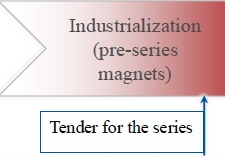 Industrialization
(pre-series
magnets)
Tender for the series